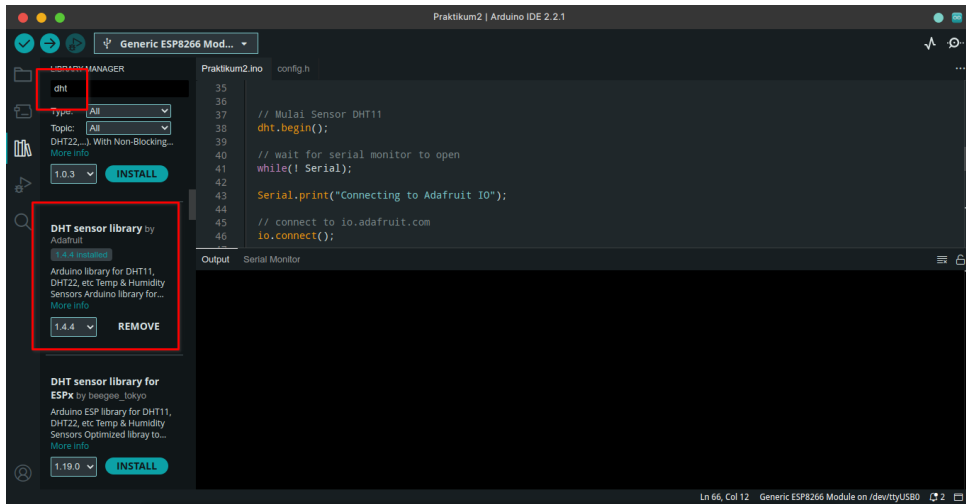 Praktikum2 | Arduino IDE 2.2.1
Generic ESP8266 Mod...
LIBRARY MANAGER
dht
Type: All
Topic: All
DHT22,...). With Non-Blocking...
More info
1.0.3
INSTALL
DHT sensor library by
Adafruit
1.4.4 installed
Arduino library for DHT11,
DHT22, etc Temp & Humidity
Sensors Arduino library for...
More info
1.4.4
REMOVE
DHT sensor library for
ESPx by beegee_tokyo
Arduino ESP library for DHT11,
DHT22, etc Temp & Humidity
Sensors Optimized libray to...
More info
1.19.0
INSTALL
Praktikum2.ino config.h
35
36
37 // Mulai Sensor DHT11
38 dht.begin();
39
40 // wait for serial monitor to open
41 while(! Serial);
42
43 Serial.print("Connecting to Adafruit IO");
44
45 // connect to io.adafruit.com
46 io.connect();
Output Serial Monitor
Ln 66, Col 12 Generic ESP8266 Module on /dev/ttyUSB0 2